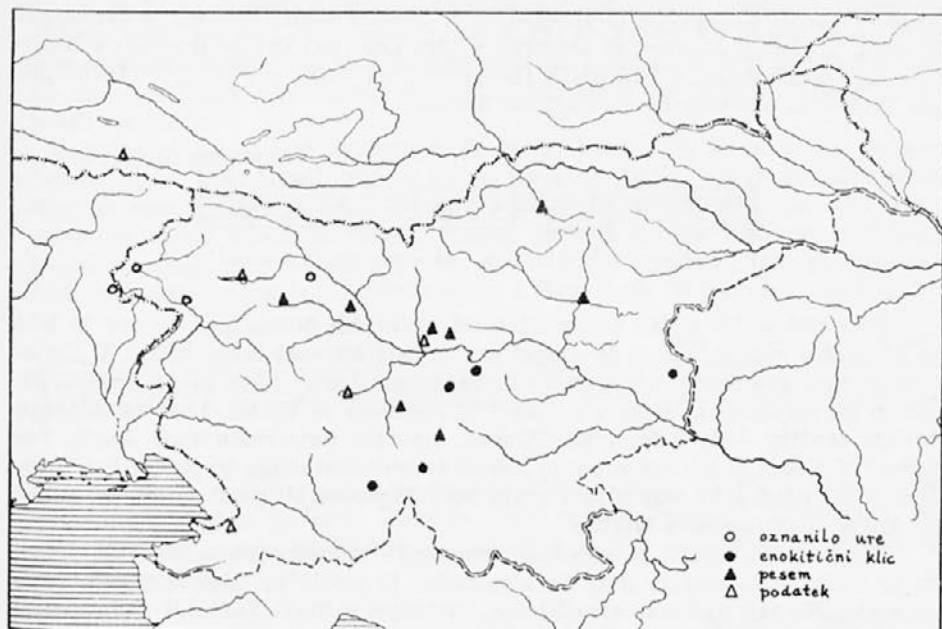 oznanilo ure
enokitični klic
pesem
podatek